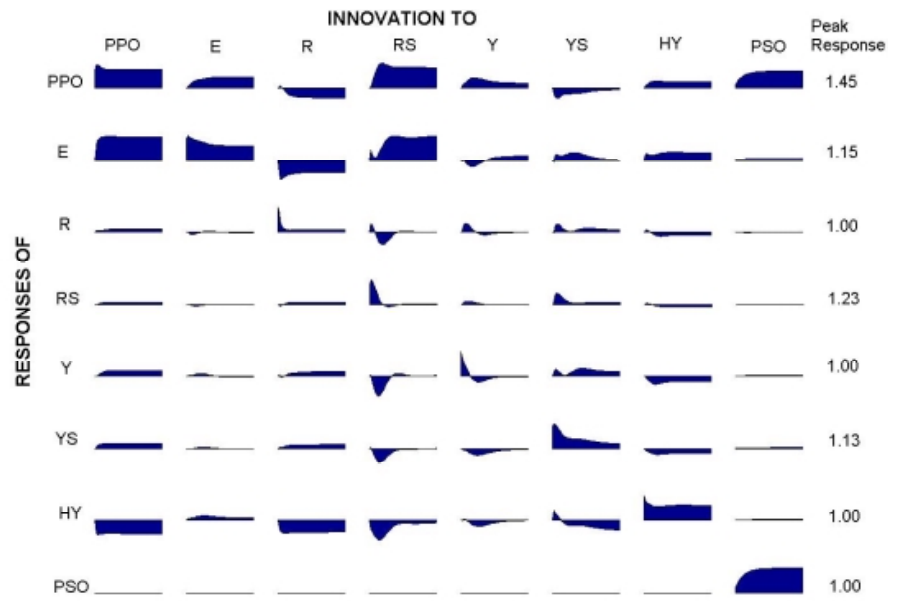 INNOVATION TO
Peak
Response
PPO E R RS Y YS HY PSO
RESPONSES OF
PPO 1.45
E 1.15
R 1.00
RS 1.23
Y 1.00
YS 1.13
HY 1.00
PSO 1.00